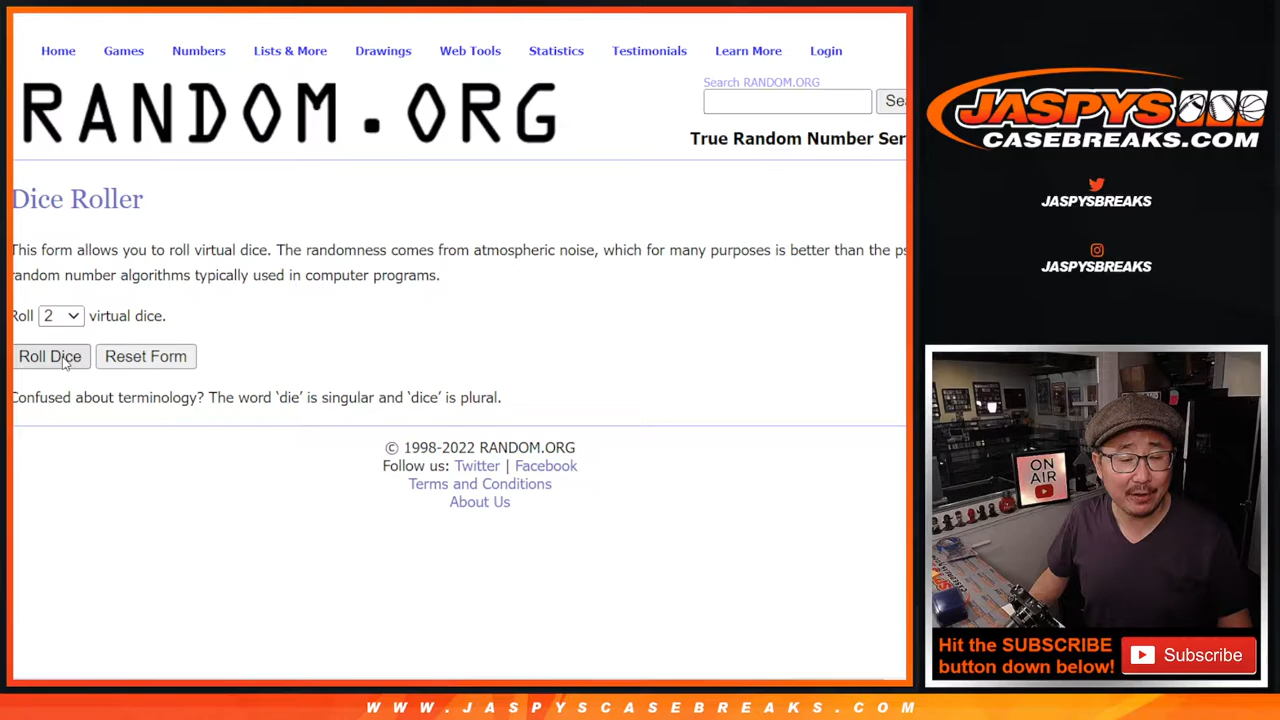 Home Games Numbers Lists & More Drawings Web Tools Statistics Testimonials Learn More Login
RANDOM.ORG
Search RANDOM.ORG
Sea
True Random Number Ser
Dice Roller
This form allows you to roll virtual dice. The randomness comes from atmospheric noise, which for many purposes is better than the ps
random number algorithms typically used in computer programs.
Roll 2 virtual dice.
Roll Dice Reset Form
Confused about terminology? The word ‘die’ is singular and ‘dice’ is plural.
© 1998-2022 RANDOM.ORG
Follow us: Twitter | Facebook
Terms and Conditions
About Us
JASPYS
CASEBREAKS.COM
JASPYSBREAKS
JASPYSBREAKS
ON
AIR
Hit the SUBSCRIBE
button down below!
Subscribe
WWW.JASPYSCASEBREAKS.COM